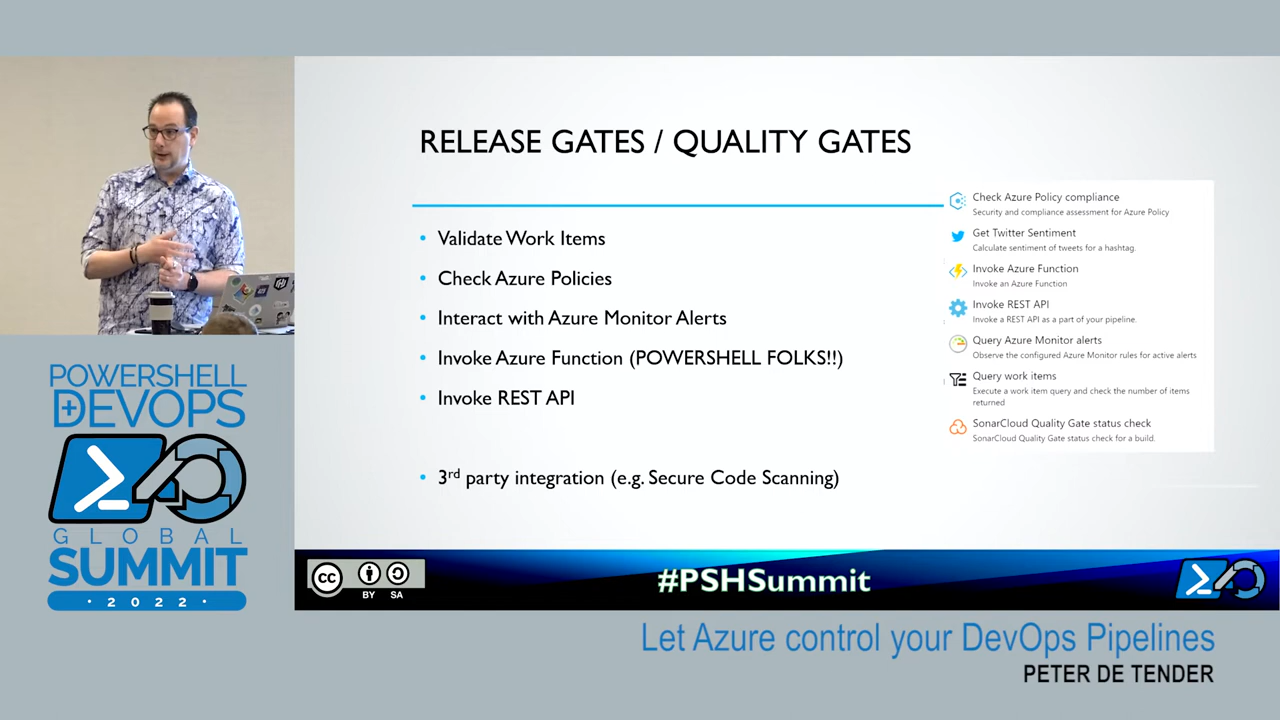 RELEASE GATES / QUALITY GATES
• Validate Work Items
• Check Azure Policies
• Interact with Azure Monitor Alerts
• Invoke Azure Function (POWERSHELL FOLKS!!)
• Invoke REST API
• 3rd party integration (e.g. Secure Code Scanning)
Check Azure Policy compliance
Security and compliance assessment for Azure Policy
Get Twitter Sentiment
Calculate sentiment of tweets for a hashtag.
Invoke Azure Function
Invoke an Azure Function
Invoke REST API
Invoke a REST API as a part of your pipeline.
Query Azure Monitor alerts
Observe the configured Azure Monitor rules for active alerts
Query work items
Execute a work item query and check the number of items
returned
SonarCloud Quality Gate status check
SonarCloud Quality Gate status check for a build.
POWERSHELL
DEVOPS
GLOBAL
SUMMIT
· 2022 ·
CC
BY SA
#PSHSummit
Let Azure control your DevOps Pipelines
PETER DE TENDER